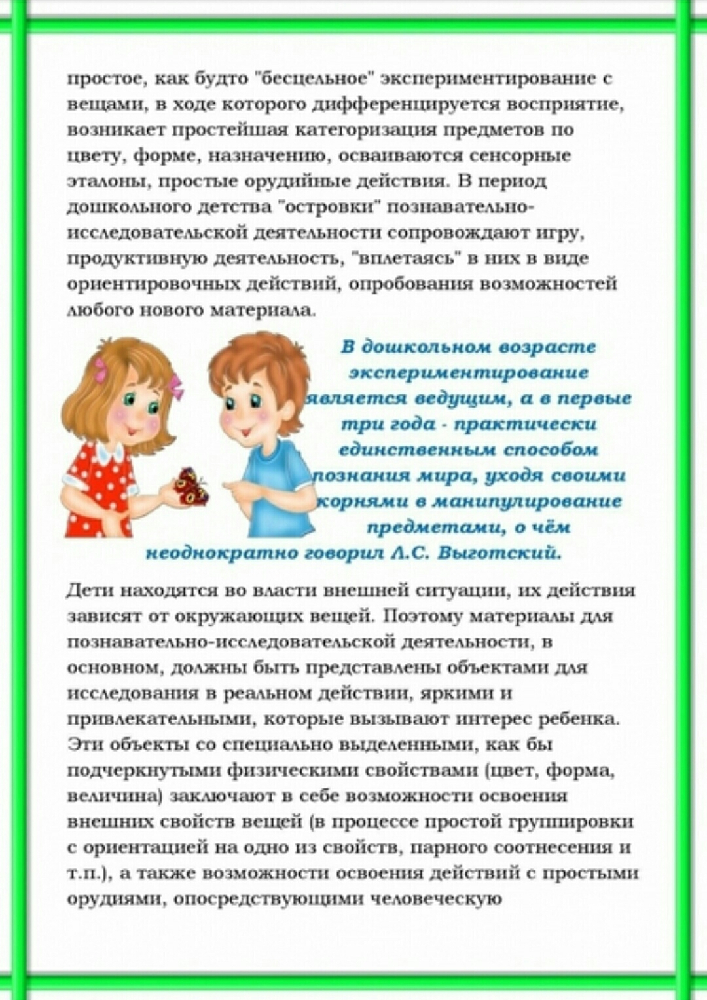 простое, как будто "бесцельное" экспериментирование с
вещами, в ходе которого дифференцируется восприятие,
возникает простейшая категоризация предметов по
цвету, форме, назначению, осваиваются сенсорные
эталоны, простые орудийные действия. В период
дошкольного детства "островки" познавательно-
исследовательской деятельности сопровождают игру,
продуктивную деятельность, "вплетаясь" в них в виде
ориентировочных действий, опробования возможностей
любого нового материала.
В дошкольном возрасте
экспериментирование
является ведущим, а в первые
три года - практически
единственным способом
познания мира, уходя своими
корнями в манипулирование
предметами, о чём
неоднократно говорил Л.С. Выготский.
Дети находятся во власти внешней ситуации, их действия
зависят от окружающих вещей. Поэтому материалы для
познавательно-исследовательской деятельности, в
основном, должны быть представлены объектами для
исследования в реальном действии, яркими и
привлекательными, которые вызывают интерес ребенка.
Эти объекты со специально выделенными, как бы
подчеркнутыми физическими свойствами (цвет, форма,
величина) заключают в себе возможности освоения
внешних свойств вещей (в процессе простой группировки
с ориентацией на одно из свойств, парного соотнесения и
т.п.), а также возможности освоения действий с простыми
орудиями, опосредствующими человеческую